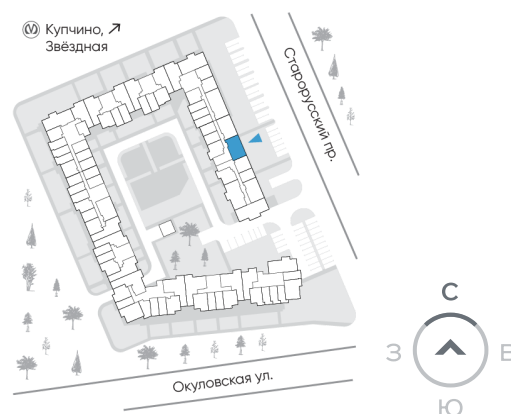 Купчино, ↗
Звёздная
Старорусский пр.
Окуловская ул.
С
З
В
Ю